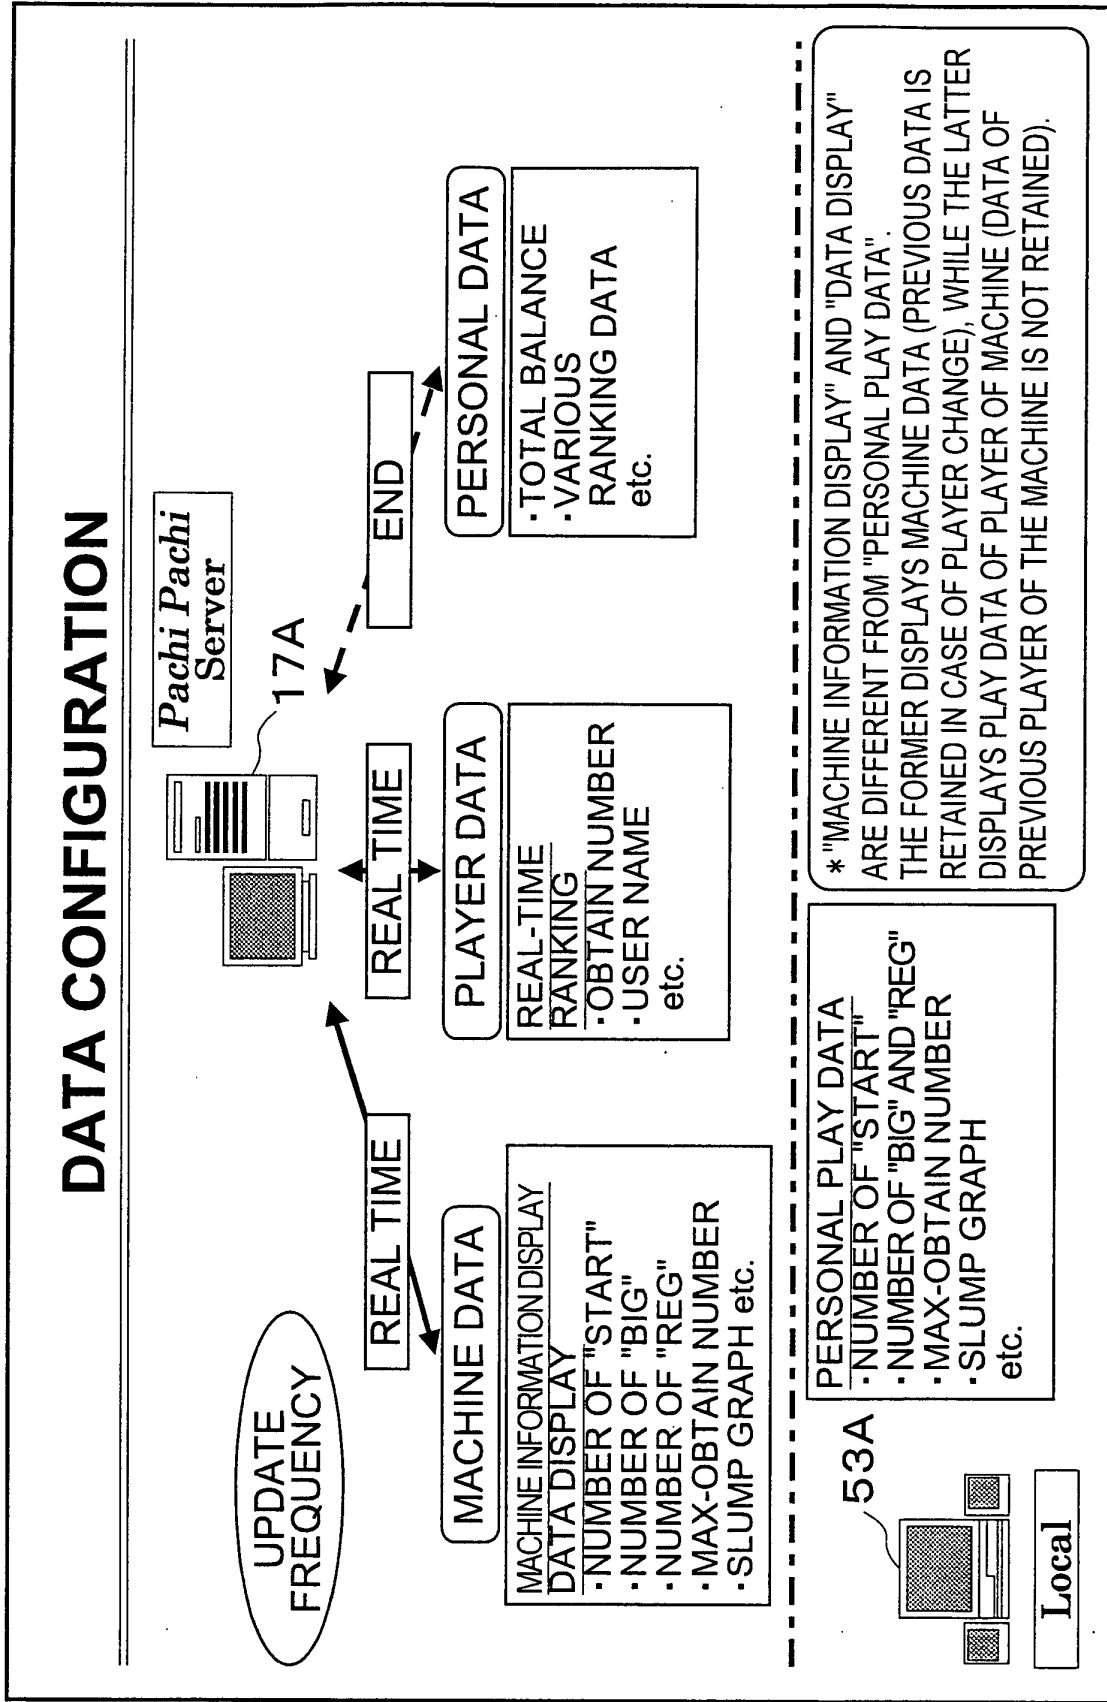 DATA CONFIGURATION
Pachi Pachi
Server
17A
UPDATE
FREQUENCY
REAL TIME
REAL TIME
END
MACHINE DATA
MACHINE INFORMATION DISPLAY
DATA DISPLAY
· NUMBER OF "START"
· NUMBER OF "BIG"
· NUMBER OF "REG"
· MAX-OBTAIN NUMBER
· SLUMP GRAPH etc.
PLAYER DATA
REAL-TIME
RANKING
· OBTAIN NUMBER
· USER NAME
etc.
PERSONAL DATA
· TOTAL BALANCE
· VARIOUS
RANKING DATA
etc.
53A
Local
PERSONAL PLAY DATA
· NUMBER OF "START"
· NUMBER OF "BIG" AND "REG"
· MAX-OBTAIN NUMBER
· SLUMP GRAPH
etc.
*"MACHINE INFORMATION DISPLAY" AND "DATA DISPLAY"
ARE DIFFERENT FROM "PERSONAL PLAY DATA".
THE FORMER DISPLAYS MACHINE DATA (PREVIOUS DATA IS
RETAINED IN CASE OF PLAYER CHANGE), WHILE THE LATTER
DISPLAYS PLAY DATA OF PLAYER OF MACHINE (DATA OF
PREVIOUS PLAYER OF THE MACHINE IS NOT RETAINED).